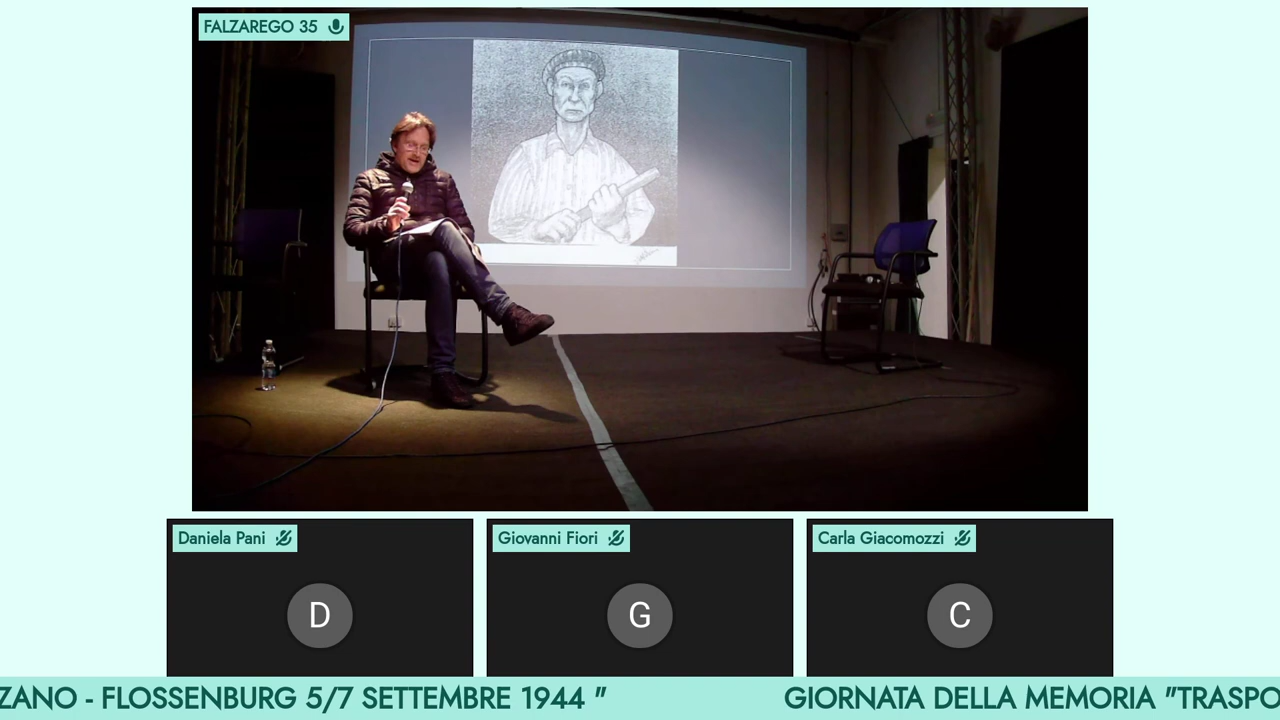 FALZAREGO 35
Daniela Pani
Giovanni Fiori
Carla Giacomozzi
D
G
C
ZANO - FLOSSENBURG 5/7 SETTEMBRE 1944 " GIORNATA DELLA MEMORIA "TRASPO